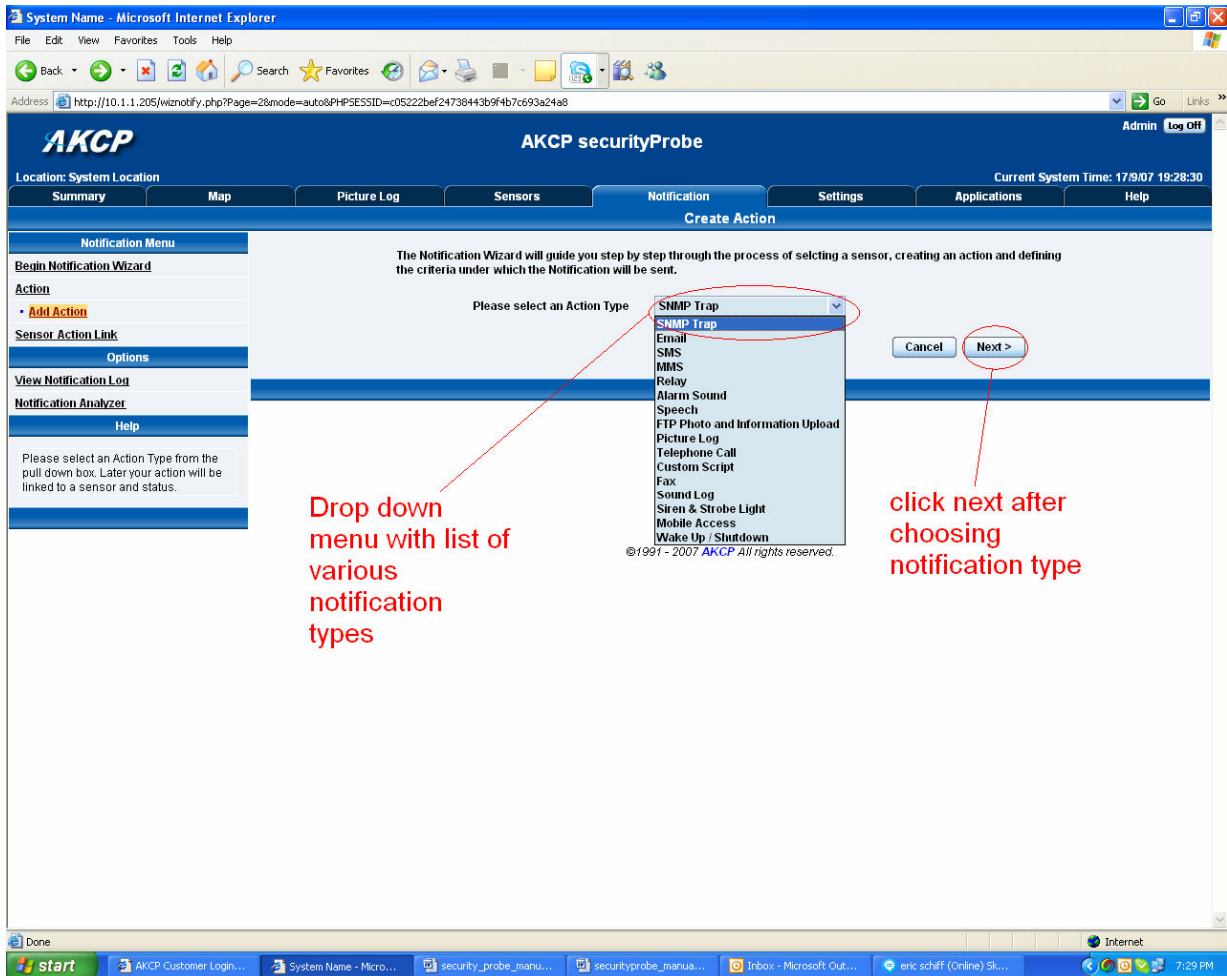 System Name - Microsoft Internet Explorer
File Edit View Favorites Tools Help
Back Search Favorites
Address http://10.1.1.205/wiznotify.php?Page=2&mode=auto&PHPSESSID=c05222bef24738443b9f4b7c693a24a8 Go Links »
AKCP
AKCP securityProbe
Admin Log Off
Location: System Location
Current System Time: 17/9/07 19:28:30
Summary Map Picture Log Sensors Notification Settings Applications Help
Create Action
Notification Menu
Begin Notification Wizard
Action
Add Action
Sensor Action Link
Options
View Notification Log
Notification Analyzer
Help
Please select an Action Type from the
pull down box. Later your action will be
linked to a sensor and status.
The Notification Wizard will guide you step by step through the process of selcting a sensor, creating an action and defining
the criteria under which the Notification will be sent.
Please select an Action Type SNMP Trap
SNMP Trap
Email
SMS
MMS
Relay
Alarm Sound
Speech
FTP Photo and Information Upload
Picture Log
Telephone Call
Custom Script
Fax
Sound Log
Siren & Strobe Light
Mobile Access
Wake Up / Shutdown
Cancel Next >
©1991 - 2007 AKCP All rights reserved.
Drop down
menu with list of
various
notification
types
click next after
choosing
notification type
Done Internet
start AKCP Customer Login... System Name - Micro... security_probe_manu... securityprobe_manua... Inbox - Microsoft Out... eric schiff (Online) Sk... 7:29 PM